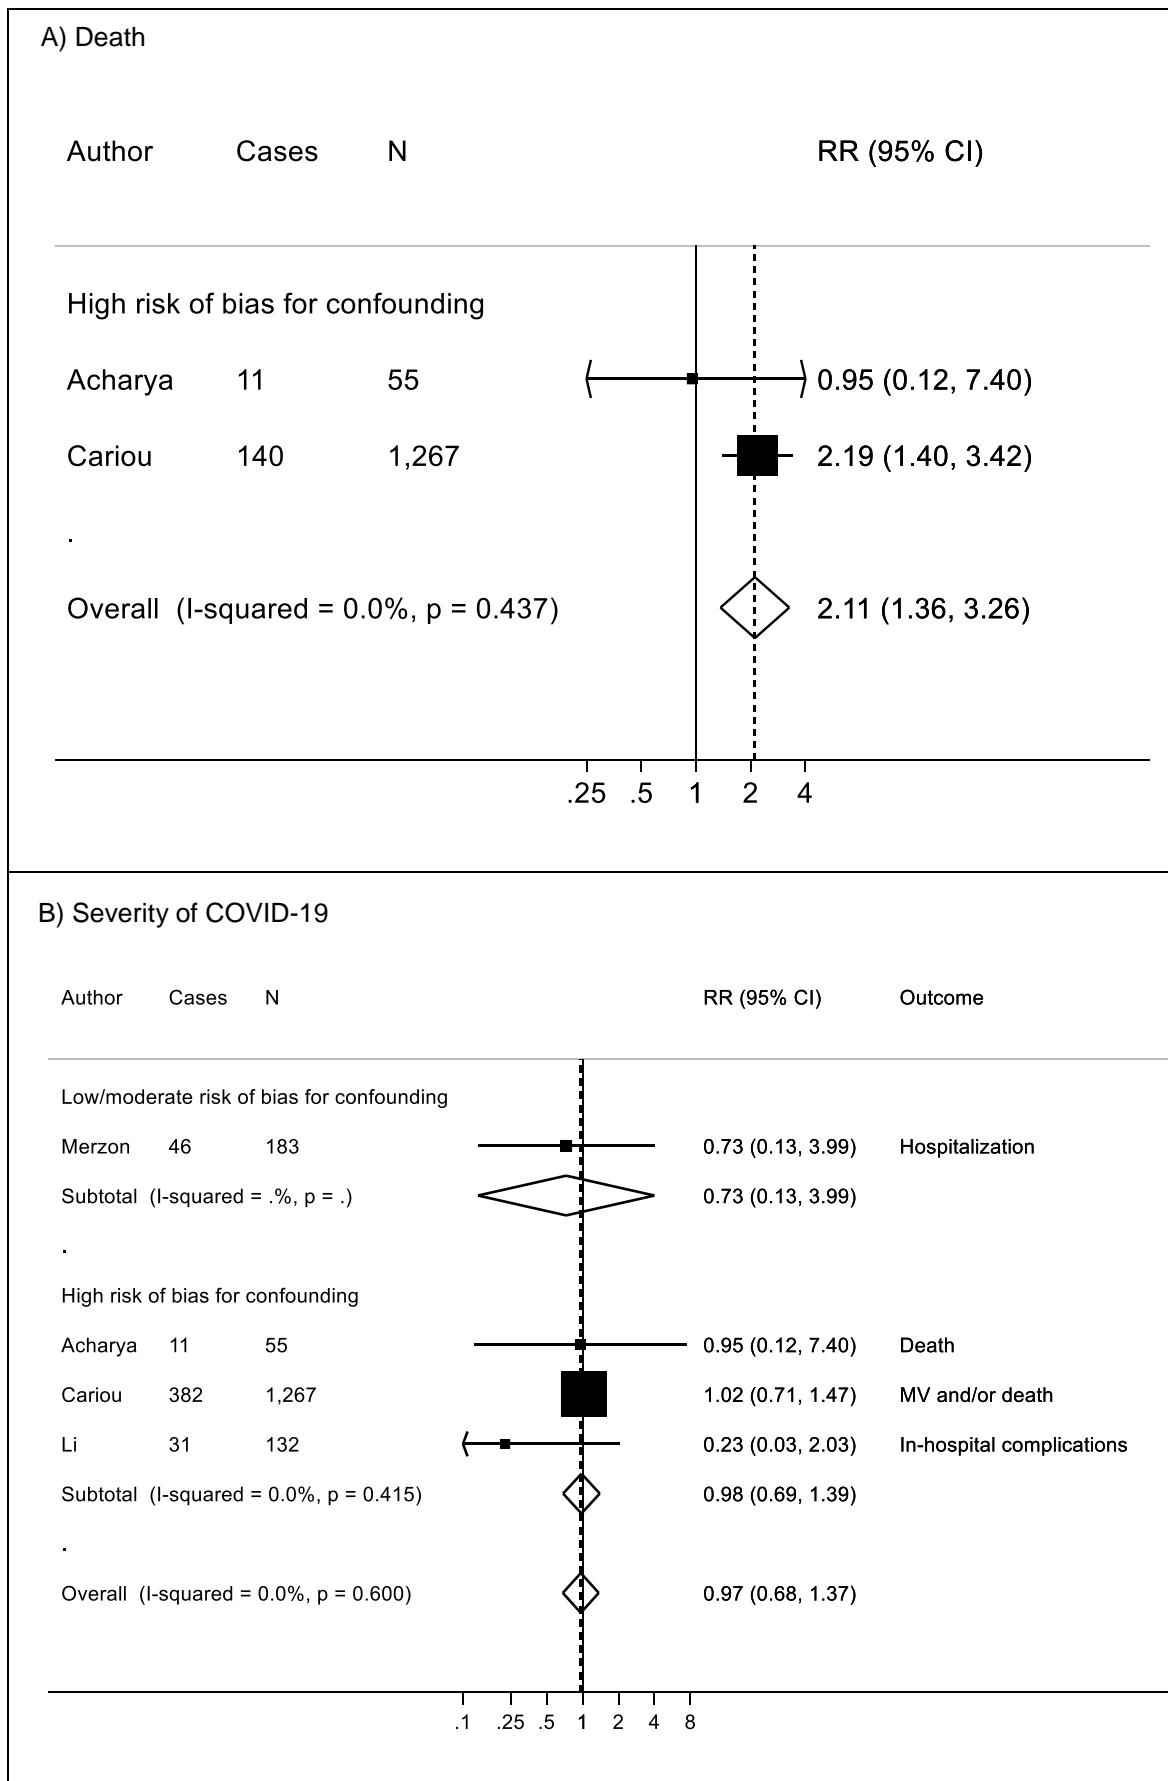 A) Death
Author Cases N RR (95% CI)
High risk of bias for confounding
Acharya 11 55 0.95 (0.12, 7.40)
Cariou 140 1,267 2.19 (1.40, 3.42)
.
Overall (I-squared = 0.0%, p = 0.437) 2.11 (1.36, 3.26)
.25 .5 1 2 4
B) Severity of COVID-19
Author Cases N RR (95% CI) Outcome
Low/moderate risk of bias for confounding
Merzon 46 183 0.73 (0.13, 3.99) Hospitalization
Subtotal (I-squared = .%, p = .) 0.73 (0.13, 3.99)
.
High risk of bias for confounding
Acharya 11 55 0.95 (0.12, 7.40) Death
Cariou 382 1,267 1.02 (0.71, 1.47) MV and/or death
Li 31 132 0.23 (0.03, 2.03) In-hospital complications
Subtotal (I-squared = 0.0%, p = 0.415) 0.98 (0.69, 1.39)
.
Overall (I-squared = 0.0%, p = 0.600) 0.97 (0.68, 1.37)
.1 .25 .5 1 2 4 8